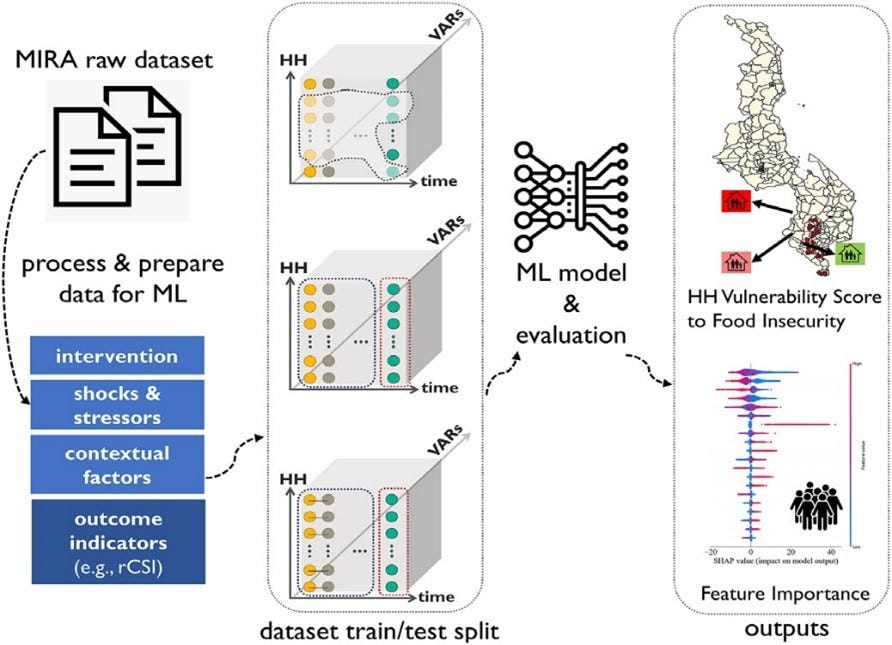 MIRA raw dataset
process & prepare
data for ML
intervention
shocks &
stressors
contextual
factors
outcome
indicators
(e.g., rCSI)
HH
VARs
time
HH
VARs
time
HH
VARs
time
dataset train/test split
ML model
&
evaluation
HH Vulnerability Score
to Food Insecurity
High
Feature value
Low
−20
0
20
40
SHAP value (impact on model output)
Feature Importance
outputs